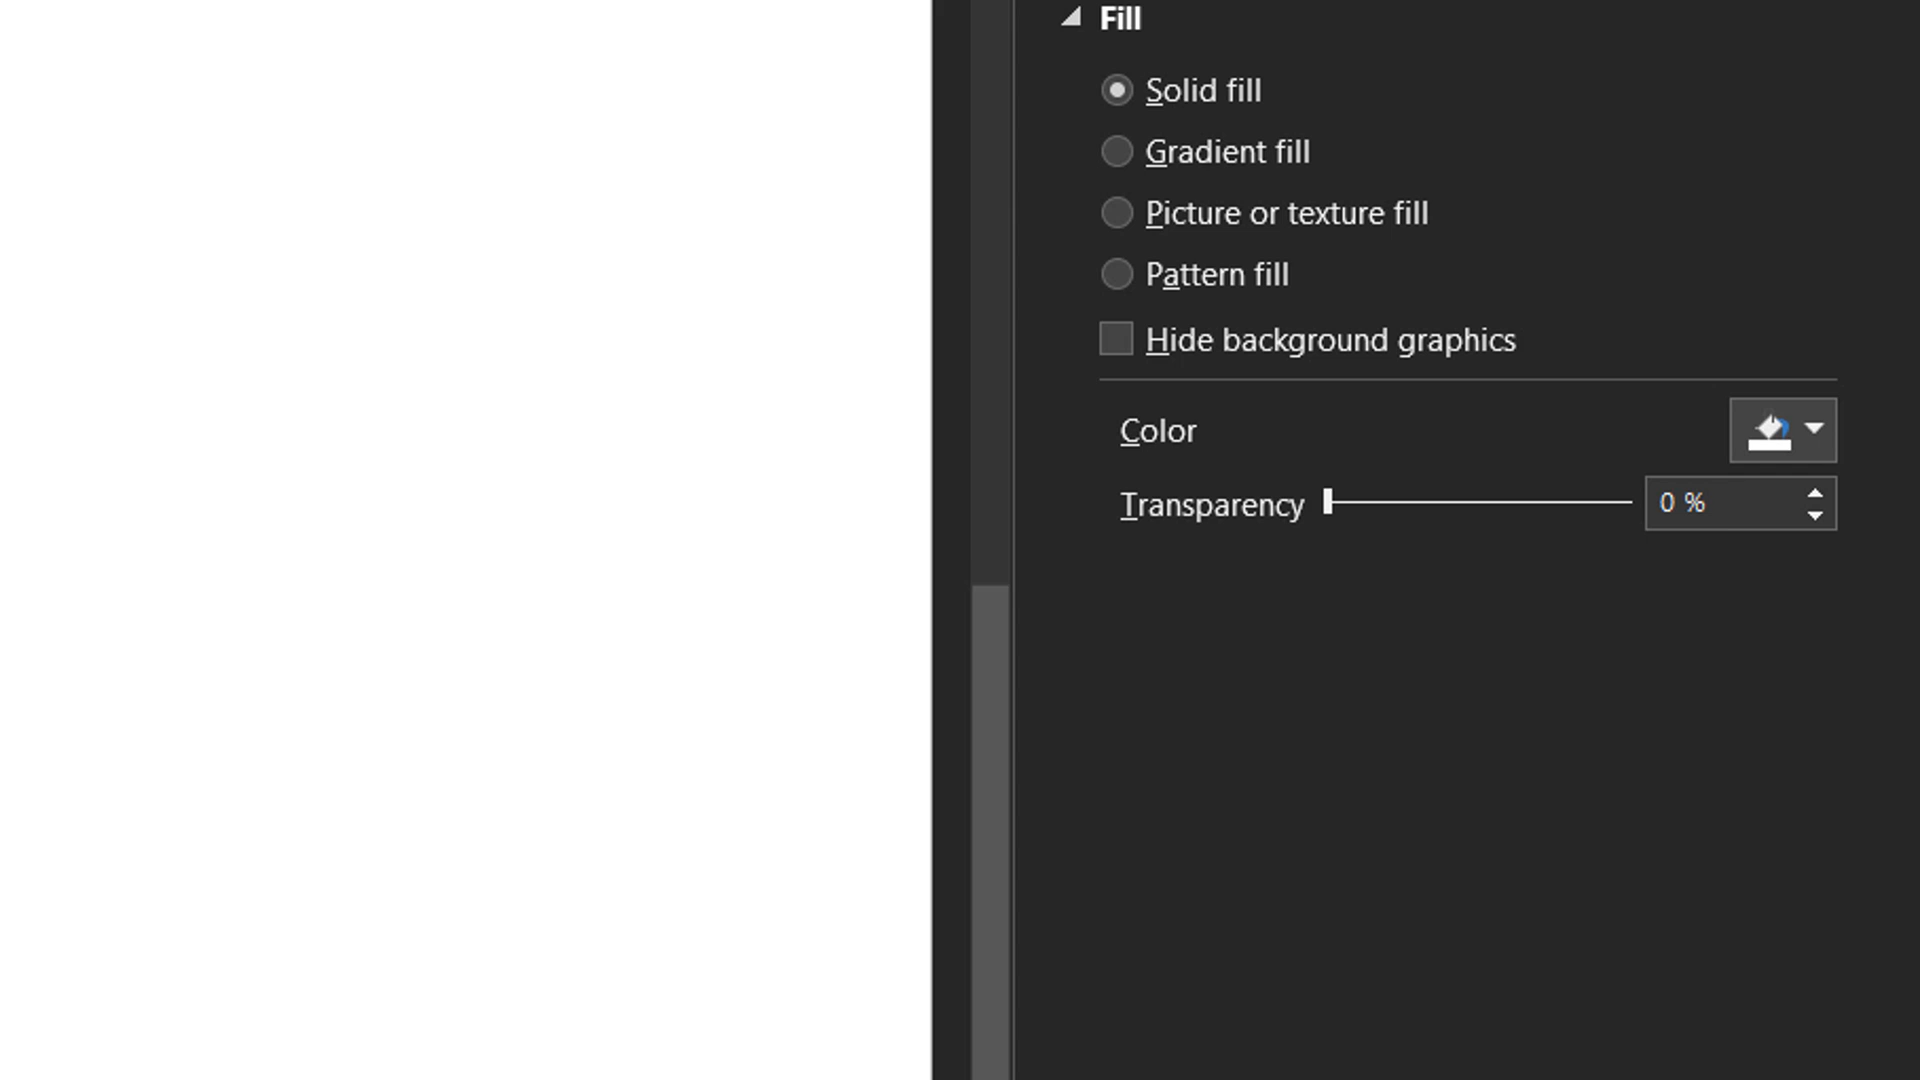 Fill
Solid fill
Gradient fill
Picture or texture fill
Pattern fill
Hide background graphics
Color
Transparency 0 %